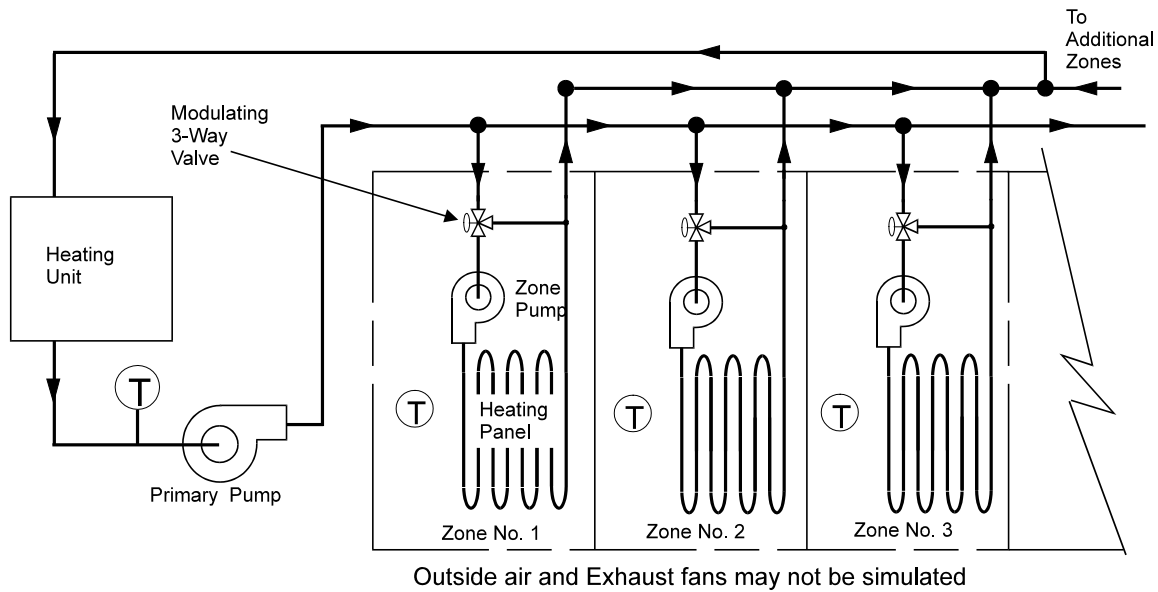 To
Additional
Zones
Modulating
3-Way
Valve
Heating
Unit
Zone
Pump
T
T
Heating
Panel
T
T
Primary Pump
Zone No. 1
Zone No. 2
Zone No. 3
Outside air and Exhaust fans may not be simulated